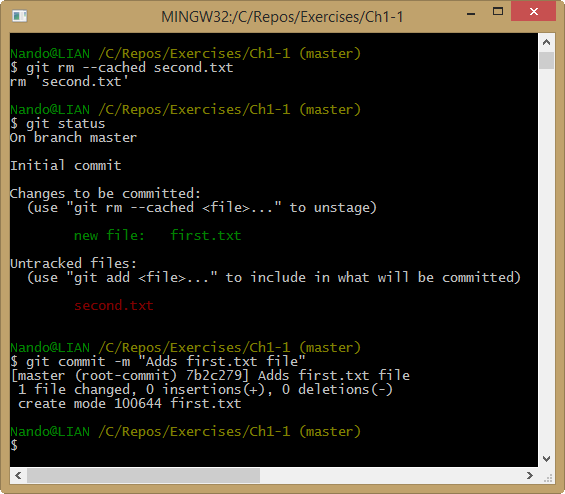 MINGW32:/C/Repos/Exercises/Ch1-1
Nando@LIAN /C/Repos/Exercises/Ch1-1 (master)
$ git rm --cached second.txt
rm 'second.txt'
Nando@LIAN /C/Repos/Exercises/Ch1-1 (master)
$ git status
On branch master
Initial commit
Changes to be committed:
  (use "git rm --cached <file>..." to unstage)
        new file:   first.txt
Untracked files:
  (use "git add <file>..." to include in what will be committed)
        second.txt
Nando@LIAN /C/Repos/Exercises/Ch1-1 (master)
$ git commit -m "Adds first.txt file"
[master (root-commit) 7b2c279] Adds first.txt file
 1 file changed, 0 insertions(+), 0 deletions(-)
 create mode 100644 first.txt
Nando@LIAN /C/Repos/Exercises/Ch1-1 (master)
$